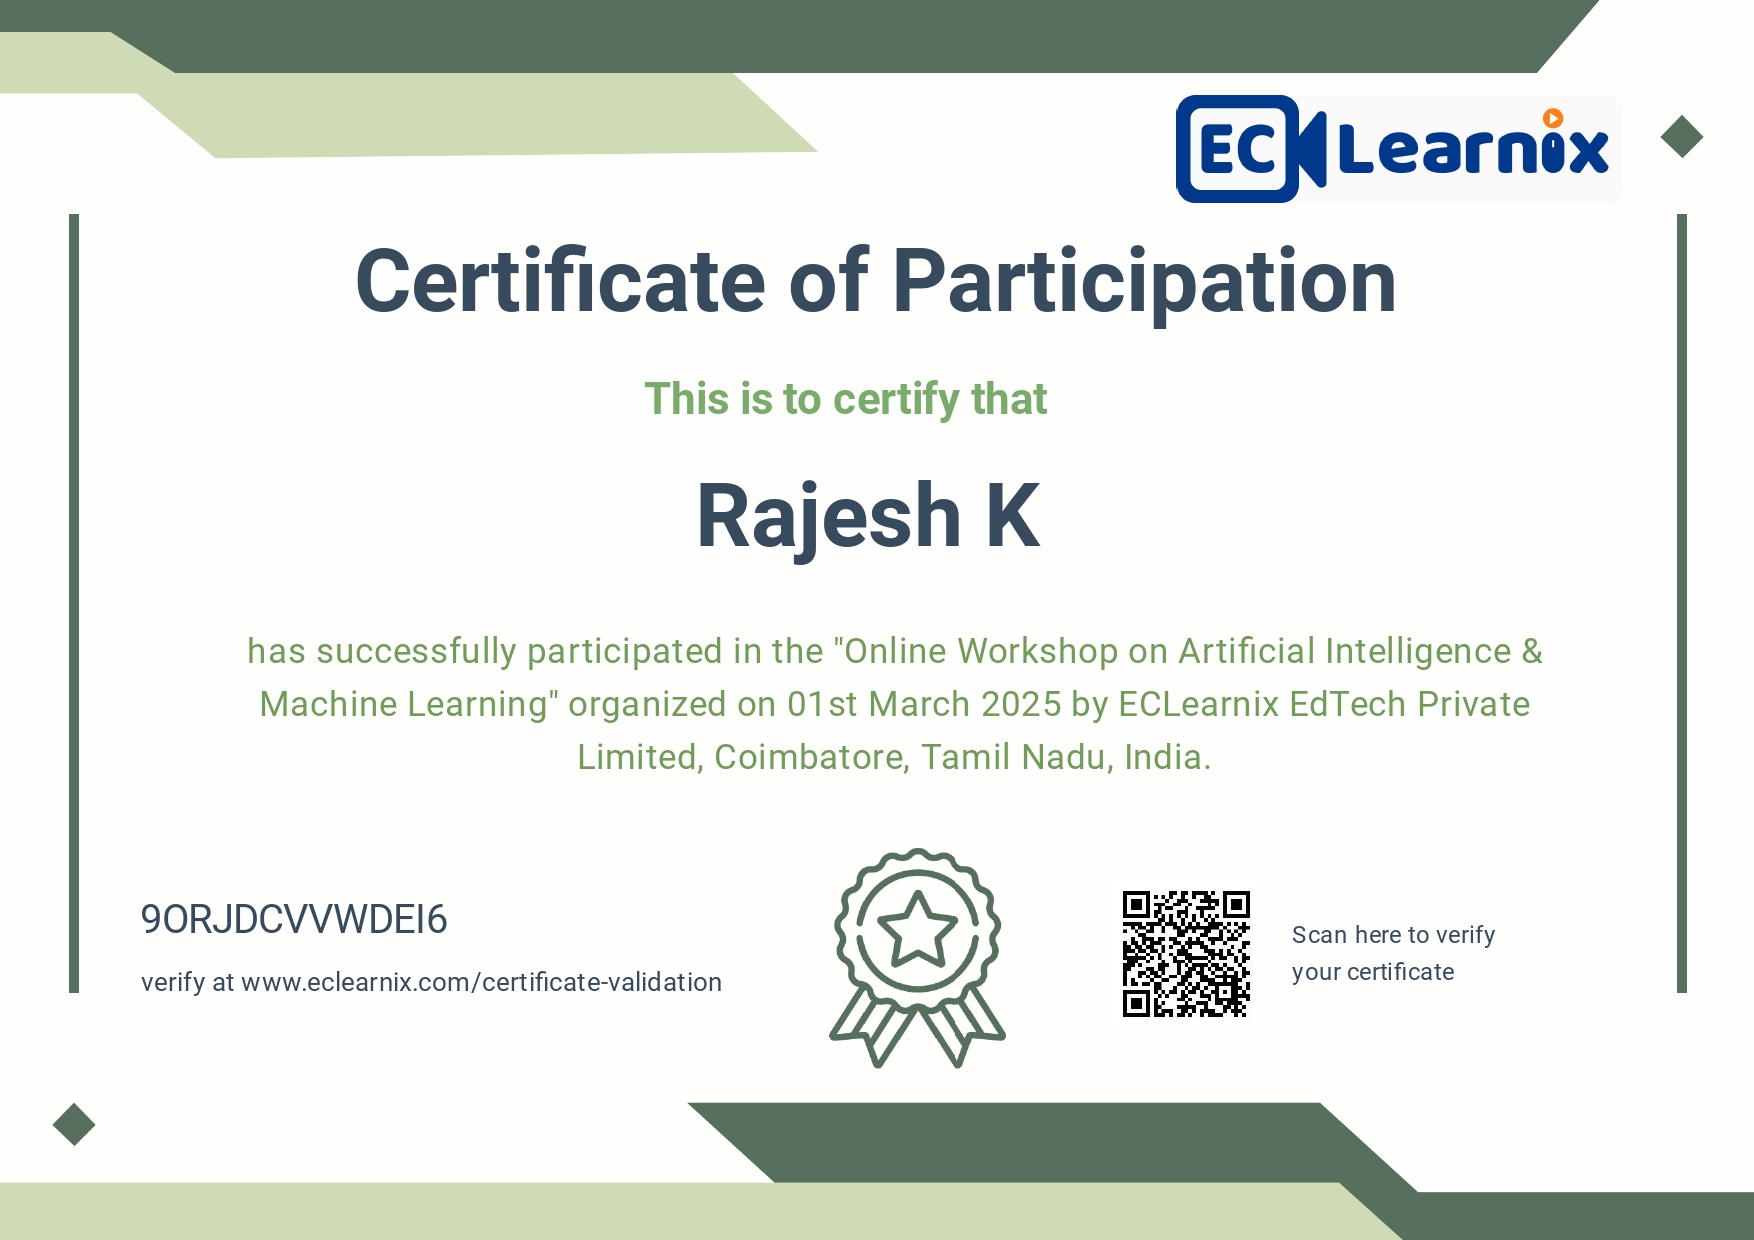 EC Learnix
Certificate of Participation
This is to certify that
Rajesh K
has successfully participated in the "Online Workshop on Artificial Intelligence &
Machine Learning" organized on 01st March 2025 by ECLearnix EdTech Private
Limited, Coimbatore, Tamil Nadu, India.
9ORJDCVVWDEI6
verify at www.eclearnix.com/certificate-validation
Scan here to verify
your certificate